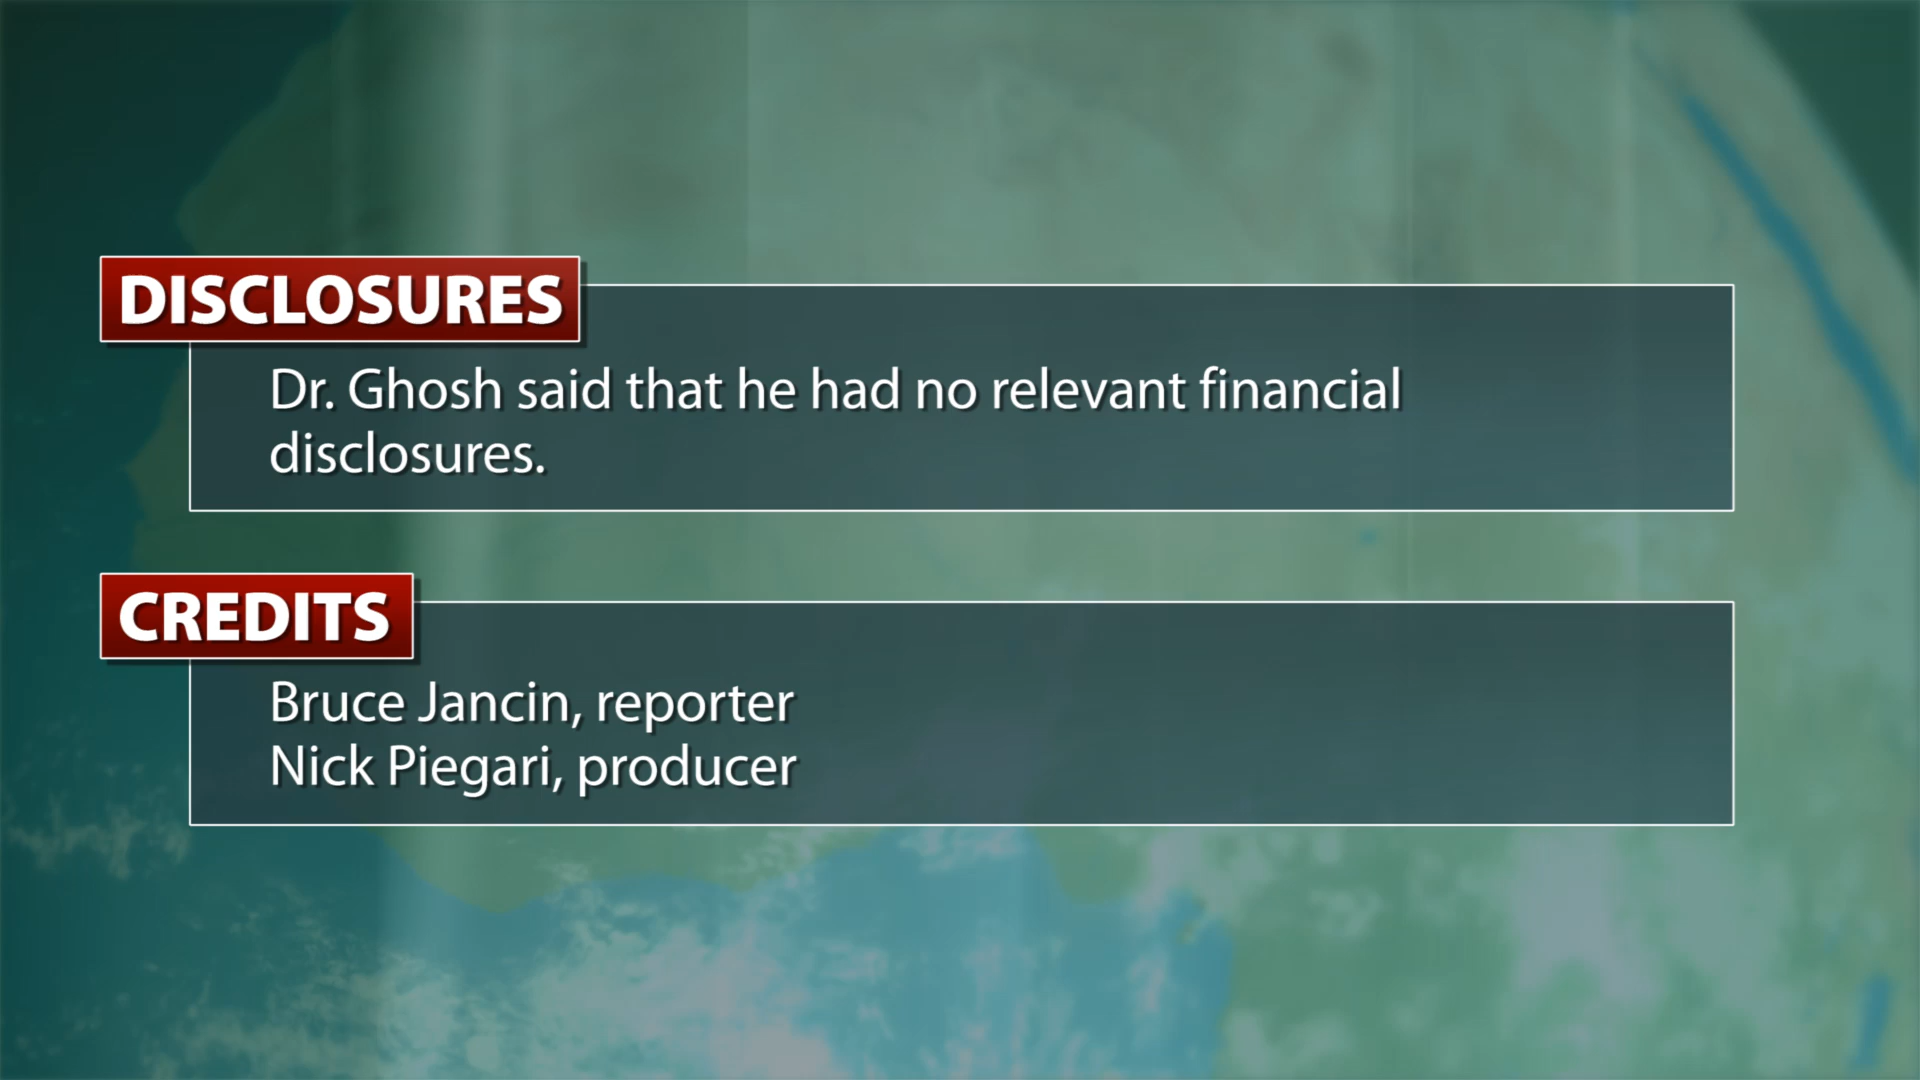 DISCLOSURES
Dr. Ghosh said that he had no relevant financial
disclosures.
CREDITS
Bruce Jancin, reporter
Nick Piegari, producer